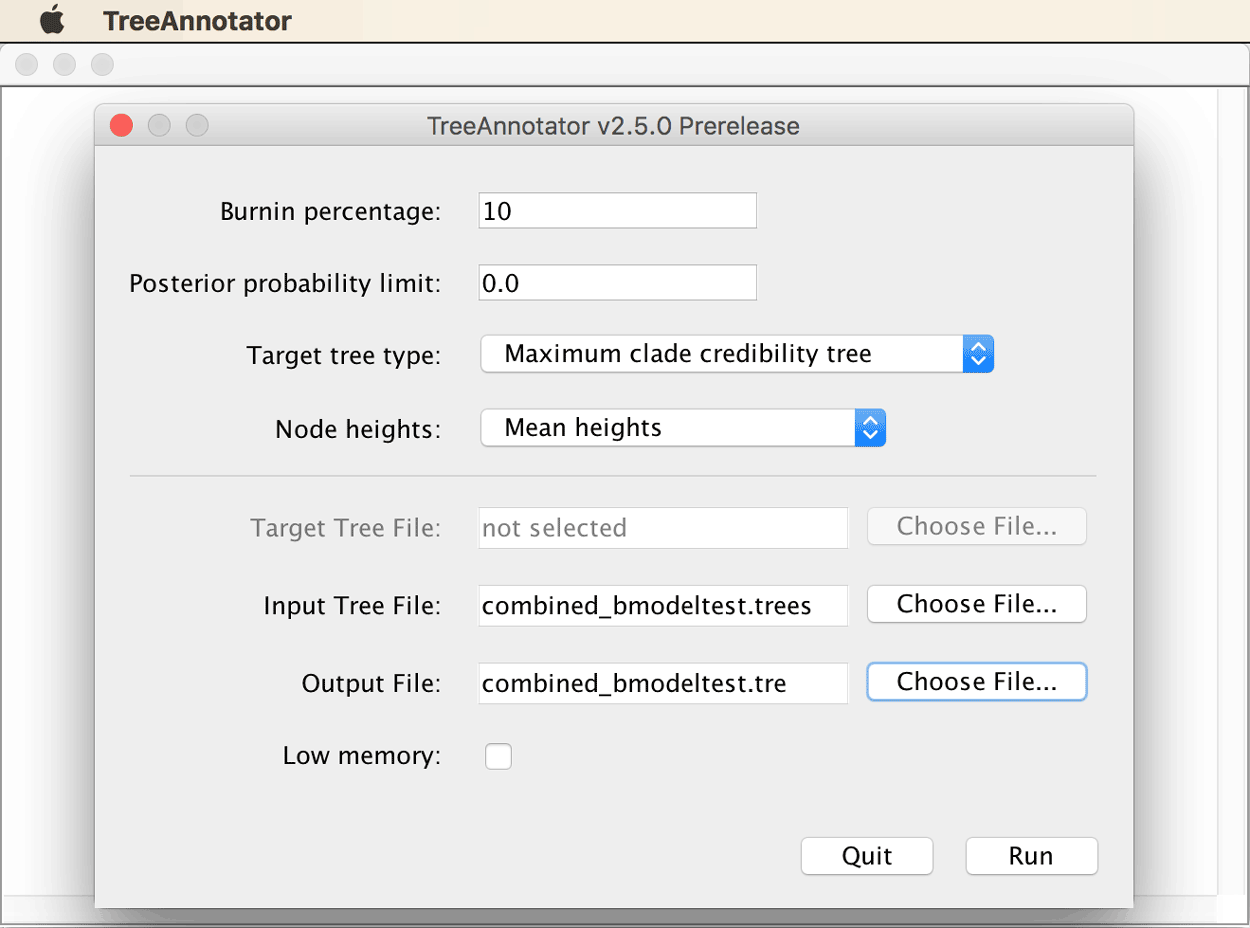 TreeAnnotator
TreeAnnotator v2.5.0 Prerelease
Burnin percentage: 10
Posterior probability limit: 0.0
Target tree type: Maximum clade credibility tree
Node heights: Mean heights
Target Tree File: not selected Choose File...
Input Tree File: combined_bmodeltest.trees Choose File...
Output File: combined_bmodeltest.tre Choose File...
Low memory:
Quit Run